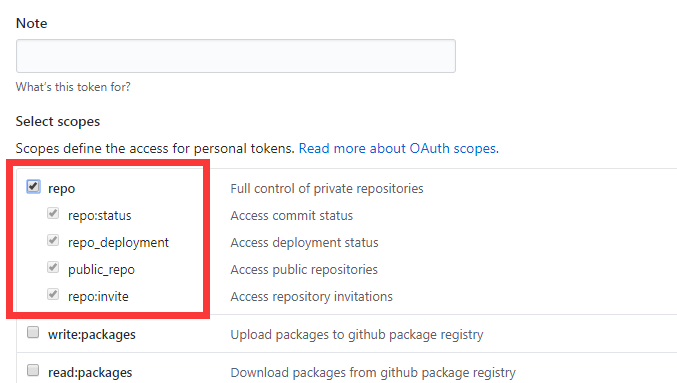 Note
What's this token for?
Select scopes
Scopes define the access for personal tokens. Read more about OAuth scopes.
repo Full control of private repositories
repo:status Access commit status
repo_deployment Access deployment status
public_repo Access public repositories
repo:invite Access repository invitations
write:packages Upload packages to github package registry
read:packages Download packages from github package registry